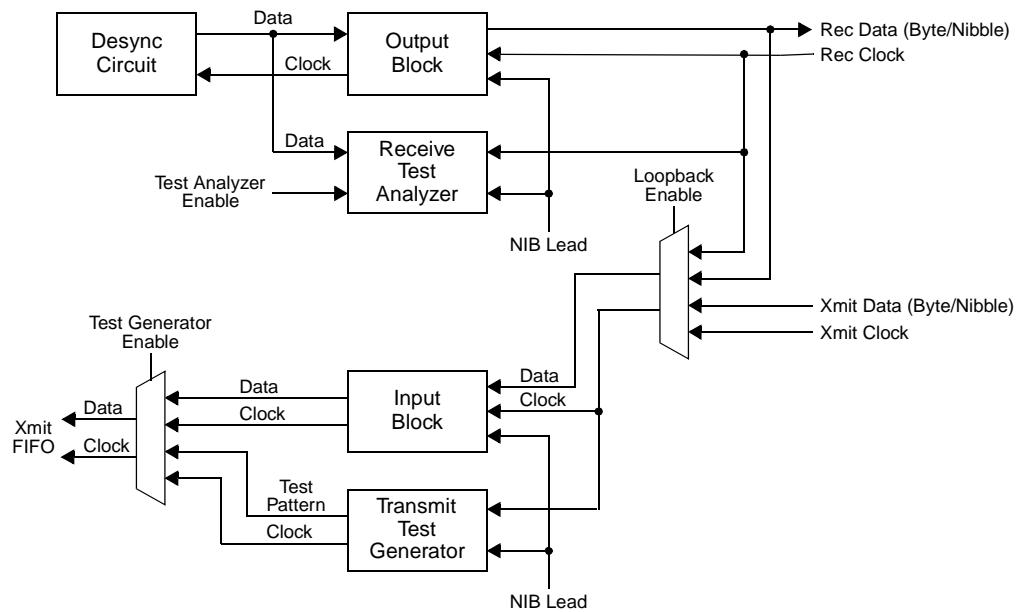 Data
Desync
Circuit
Output
Block
Rec Data (Byte/Nibble)
Rec Clock
Clock
Data
Receive
Test
Analyzer
Test Analyzer
Enable
Loopback
Enable
NIB Lead
Xmit Data (Byte/Nibble)
Xmit Clock
Test Generator
Enable
Data
Clock
Input
Block
Data
Clock
Xmit
FIFO
Data
Clock
Test
Pattern
Clock
Transmit
Test
Generator
NIB Lead